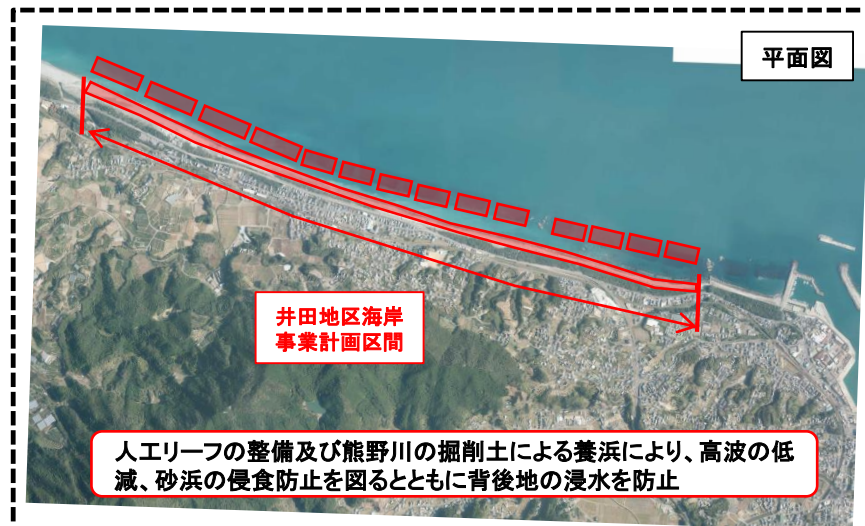 平面図
井田地区海岸
事業計画区間
人工リーフの整備及び熊野川の掘削土による養浜により、高波の低
減、砂浜の侵食防止を図るとともに背後地の浸水を防止